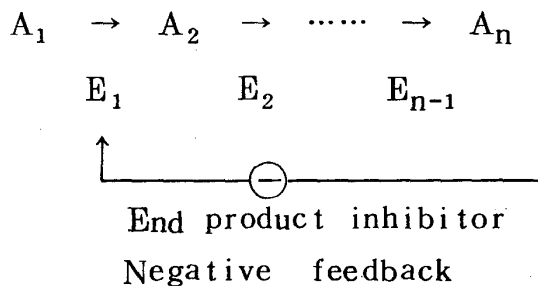 A₁ → A₂ → ⋯⋯ → Aₙ
E₁ E₂ Eₙ₋₁
−
End product inhibitor
Negative feedback